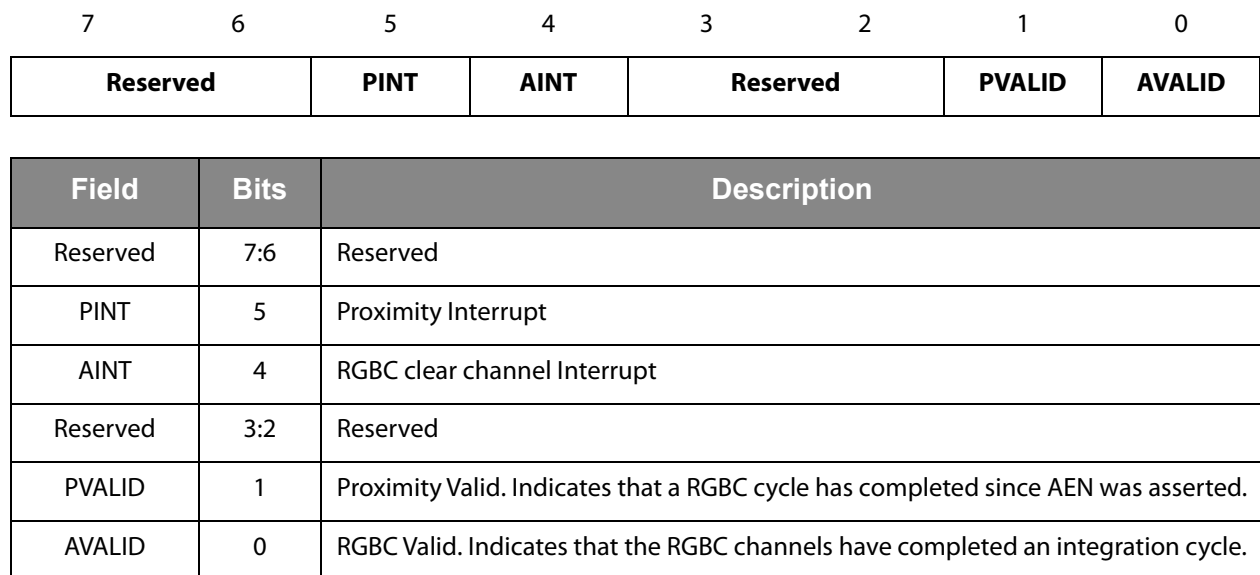 7 6 5 4 3 2 1 0
Reserved PINT AINT Reserved PVALID AVALID
Field Bits Description
Reserved 7:6 Reserved
PINT 5 Proximity Interrupt
AINT 4 RGBC clear channel Interrupt
Reserved 3:2 Reserved
PVALID 1 Proximity Valid. Indicates that a RGBC cycle has completed since AEN was asserted.
AVALID 0 RGBC Valid. Indicates that the RGBC channels have completed an integration cycle.